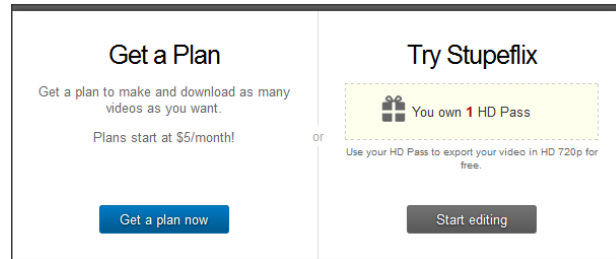 Get a Plan
Get a plan to make and download as many
videos as you want.
Plans start at $5/month!
Get a plan now
or
Try Stupeflix
You own 1 HD Pass
Use your HD Pass to export your video in HD 720p for
free.
Start editing